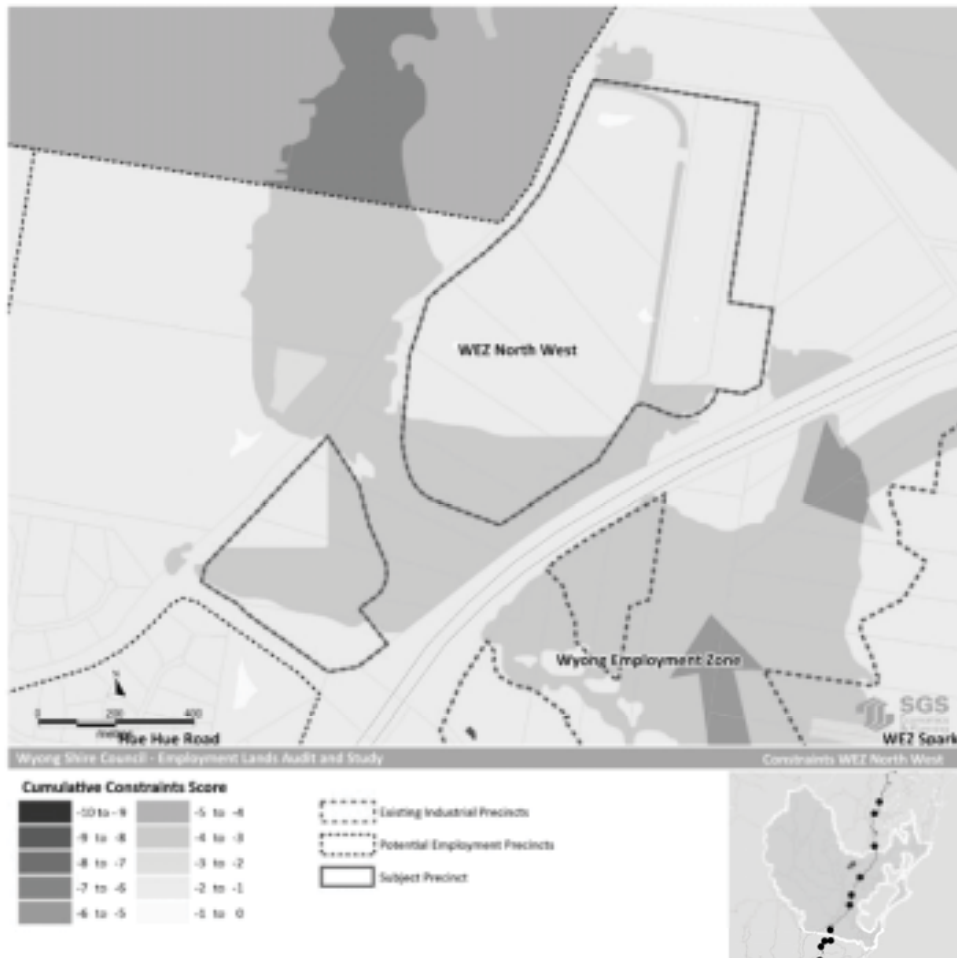 WEZ North West
Wyong Employment Zone
N
0 200 400
Hue Hue Road
SGS
Economics
& Planning
WEZ Spark
Wyong Shire Council - Employment Lands Audit and Study
Constraints WEZ North West
Cumulative Constraints Score
-10 to -9
-9 to -8
-8 to -7
-7 to -6
-6 to -5
-5 to -4
-4 to -3
-3 to -2
-2 to -1
-1 to 0
Existing Industrial Precincts
Potential Employment Precincts
Subject Precinct